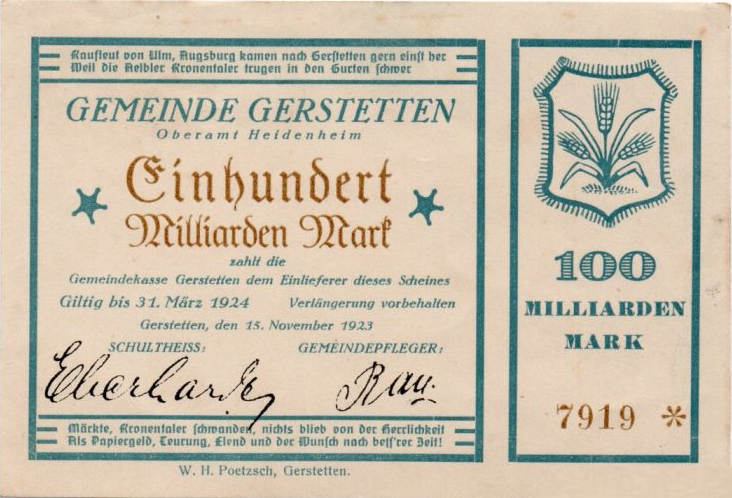 Kaufleut von Ulm, Augsburg kamen nach Gerstetten gern einst her
Weil die Aelbler Kronentaler trugen in den Gurten schwer
GEMEINDE GERSTETTEN
Oberamt Heidenheim
Einhundert
Milliarden Mark
zahlt die
Gemeindekasse Gerstetten dem Einlieferer dieses Scheines
Giltig bis 31. März 1924 Verlängerung vorbehalten
Gerstetten, den 15. November 1923
SCHULTHEISS: GEMEINDEPFLEGER:
Eberhardt Rau.
Märkte, Kronentaler schwanden, nichts blieb von der Herrlichkeit
Als Papiergeld, Teurung, Elend und der Wunsch nach bess'rer Zeit!
W. H. Poetzsch, Gerstetten.
100
MILLIARDEN
MARK
7919 *